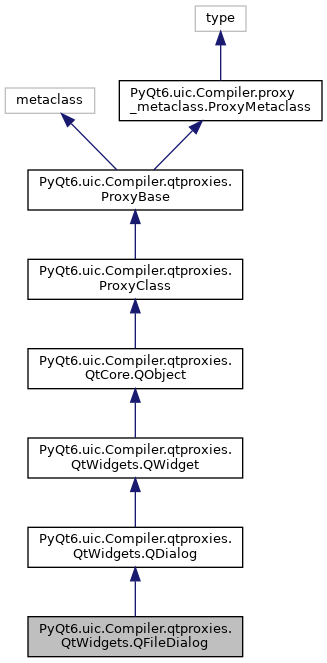 type
metaclass
PyQt6.uic.Compiler.proxy
_metaclass.ProxyMetaclass
PyQt6.uic.Compiler.qtproxies.
ProxyBase
PyQt6.uic.Compiler.qtproxies.
ProxyClass
PyQt6.uic.Compiler.qtproxies.
QtCore.QObject
PyQt6.uic.Compiler.qtproxies.
QtWidgets.QWidget
PyQt6.uic.Compiler.qtproxies.
QtWidgets.QDialog
PyQt6.uic.Compiler.qtproxies.
QtWidgets.QFileDialog